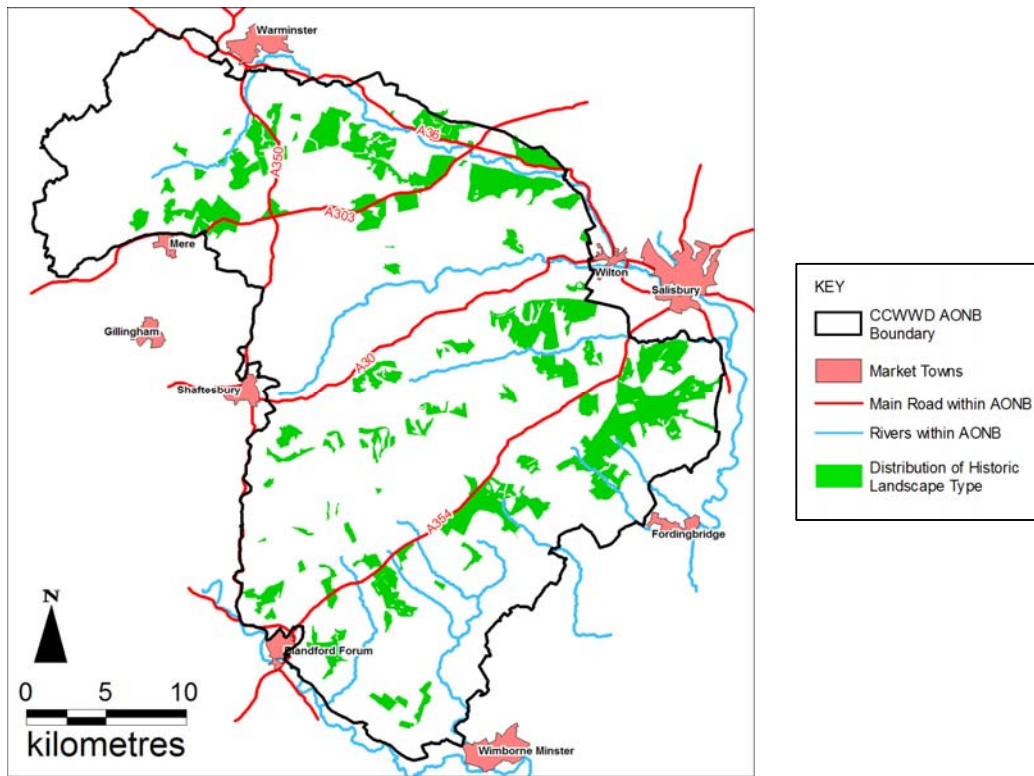 Warminster
A36
A350
A303
Mere
Wilton
Salisbury
Gillingham
A30
Shaftesbury
A354
Fordingbridge
N
Blandford Forum
0 5 10
kilometres
Wimborne Minster
KEY
CCWWD AONB
Boundary
Market Towns
Main Road within AONB
Rivers within AONB
Distribution of Historic
Landscape Type